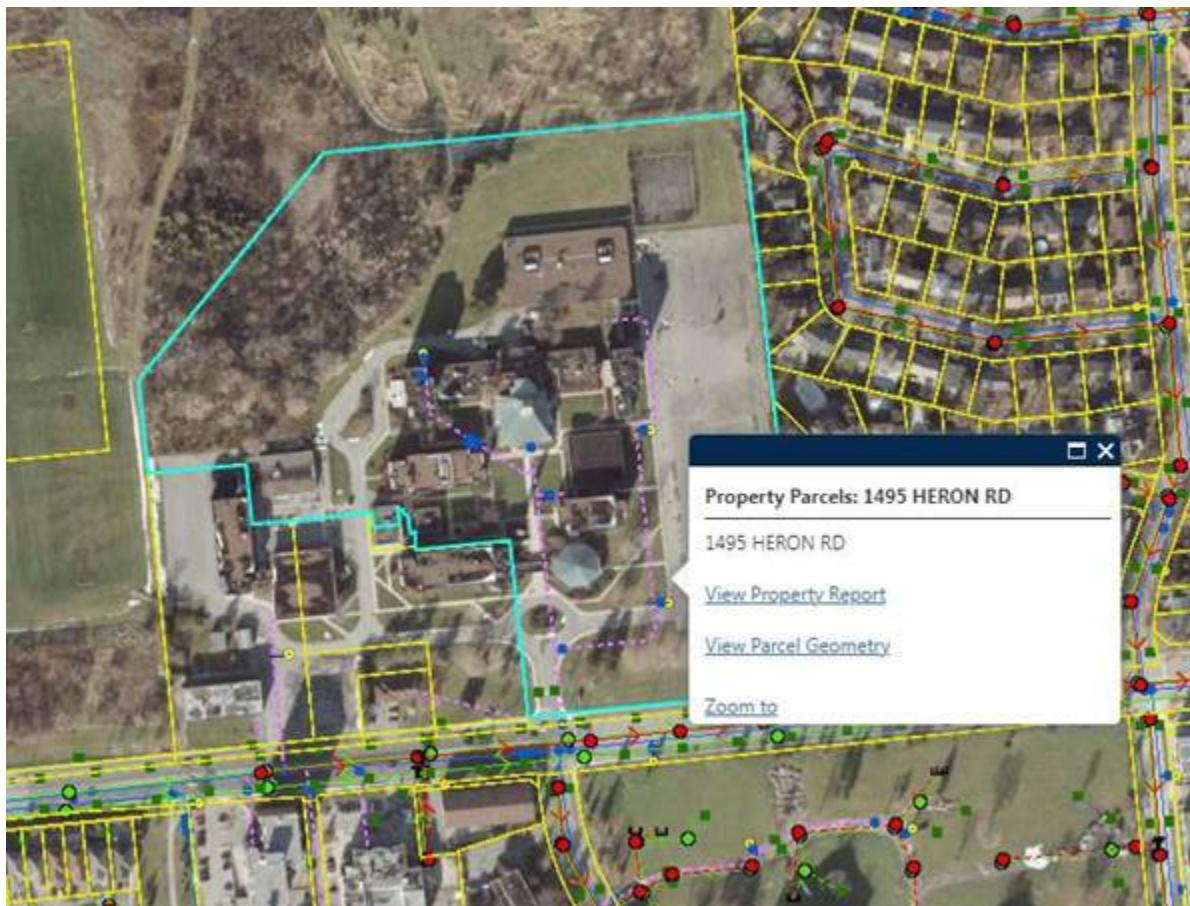 Property Parcels: 1495 HERON RD
1495 HERON RD
View Property Report
View Parcel Geometry
Zoom to